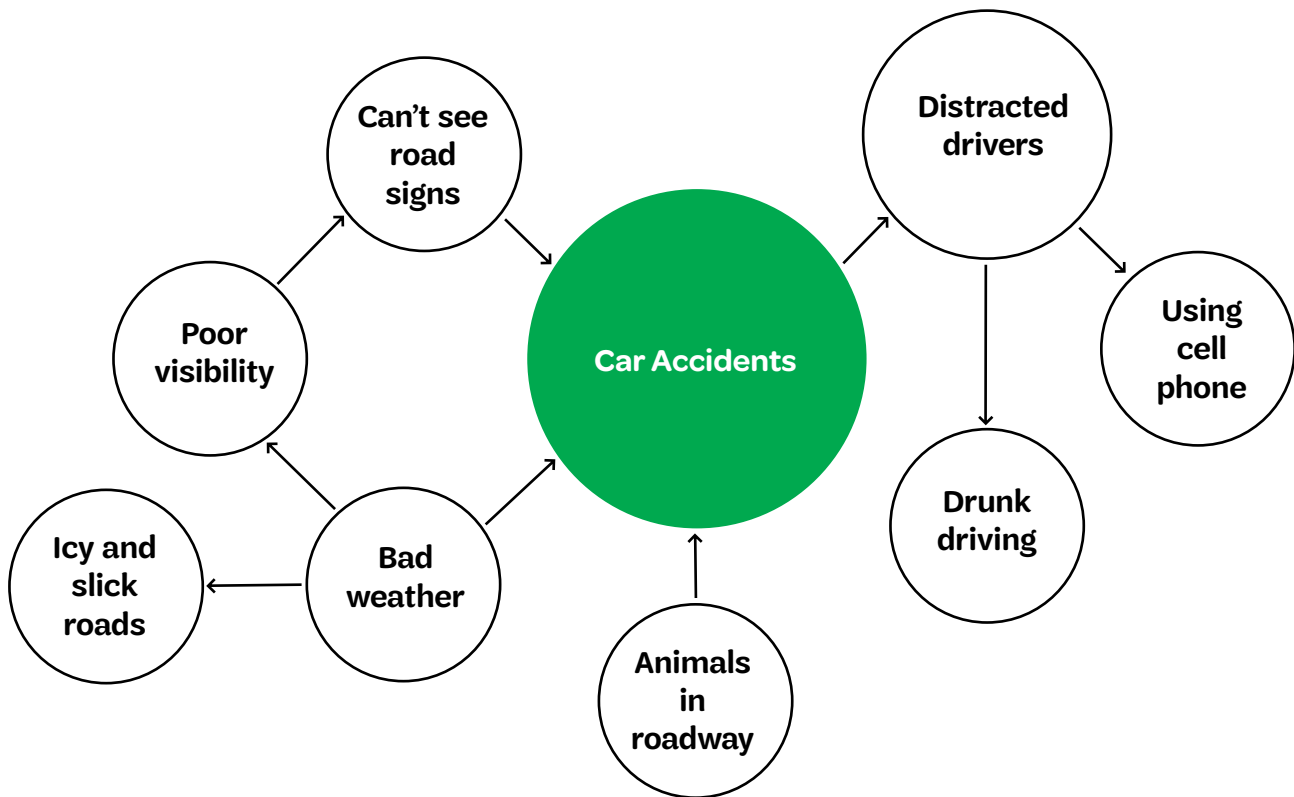 Can’t see
road
signs
Distracted
drivers
Poor
visibility
Car Accidents
Using
cell
phone
Icy and
slick
roads
Bad
weather
Drunk
driving
Animals
in
roadway